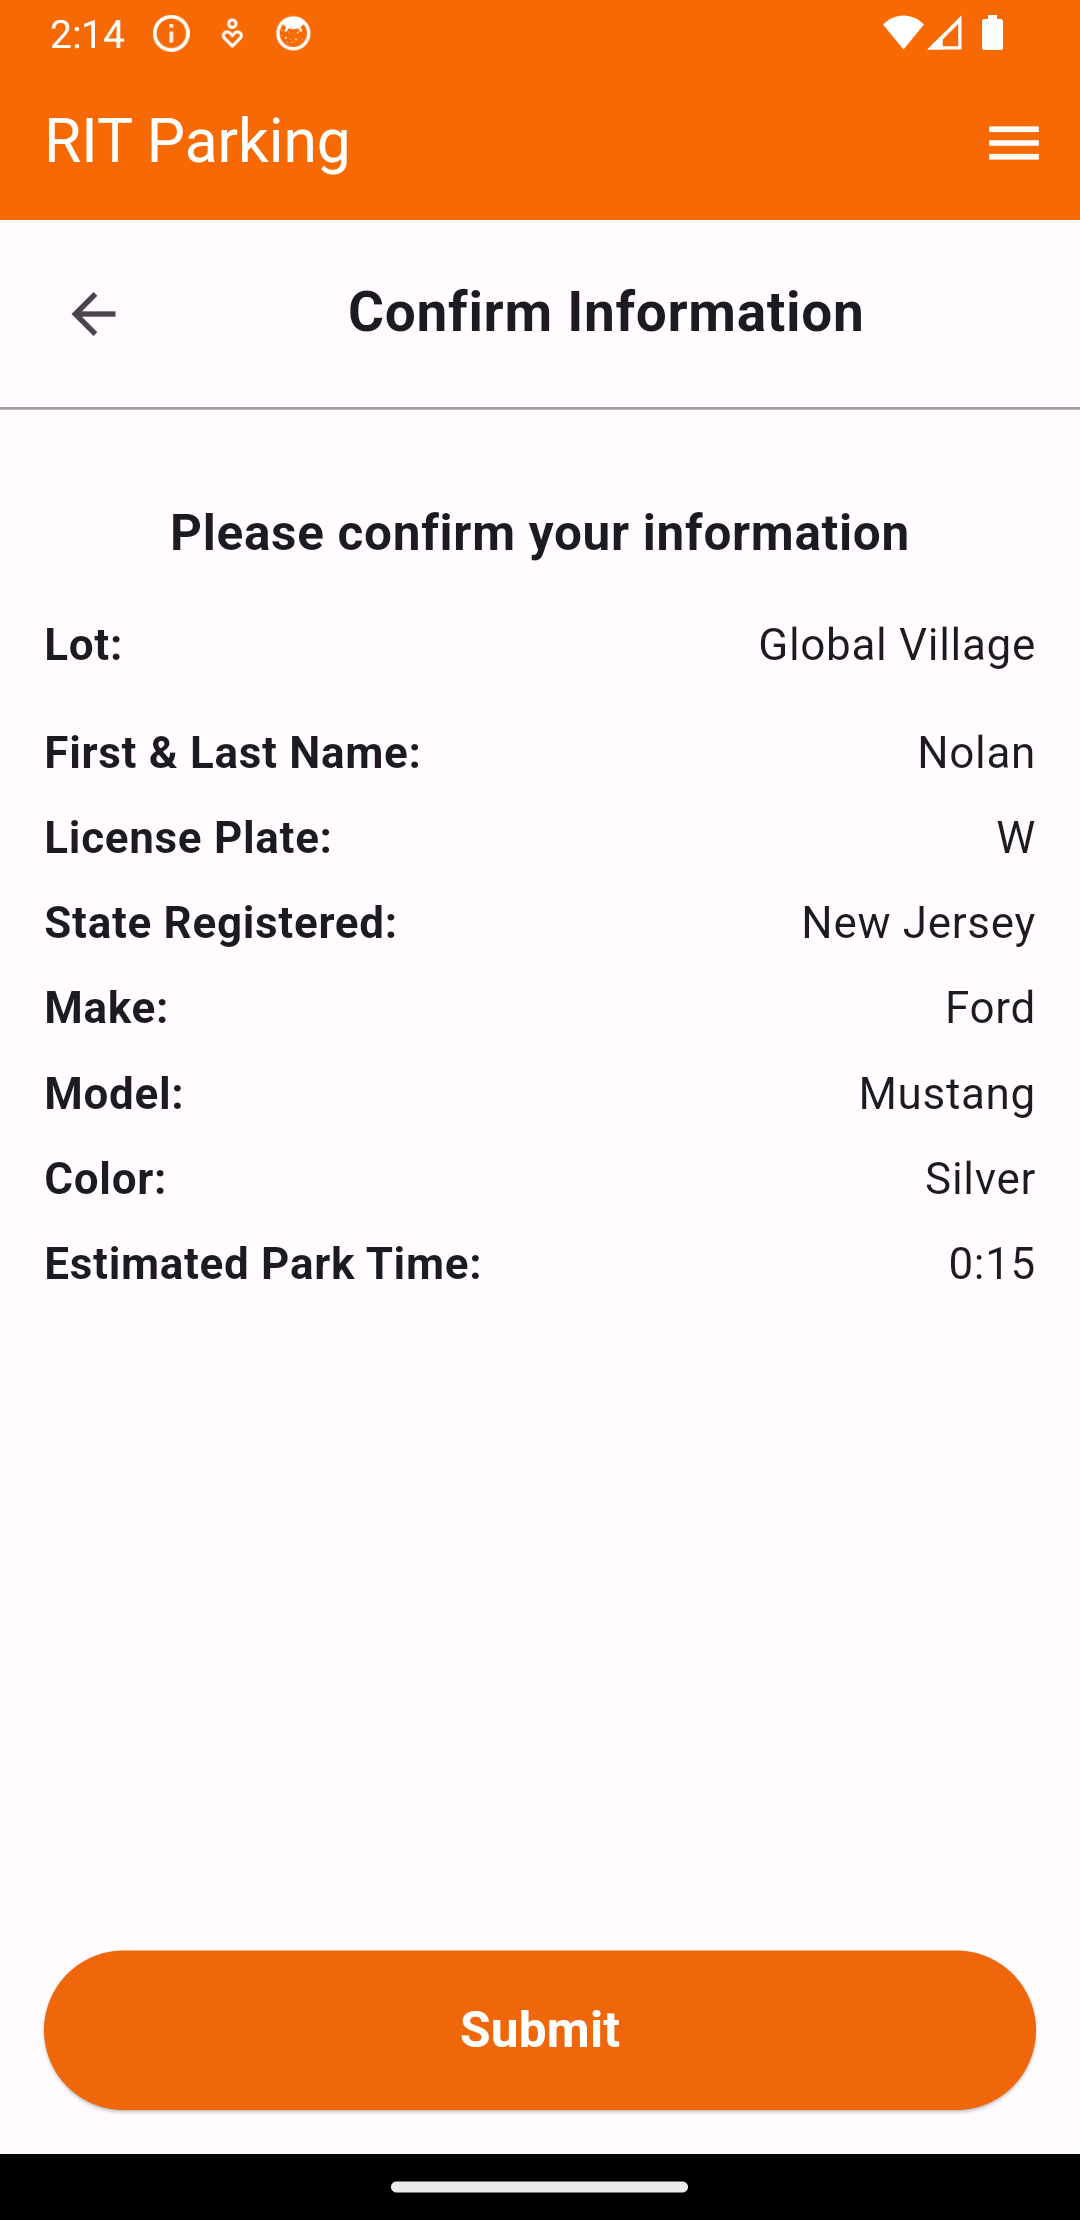 2:14
RIT Parking
Confirm Information
Please confirm your information
Lot: Global Village
First & Last Name: Nolan
License Plate: W
State Registered: New Jersey
Make: Ford
Model: Mustang
Color: Silver
Estimated Park Time: 0:15
Submit